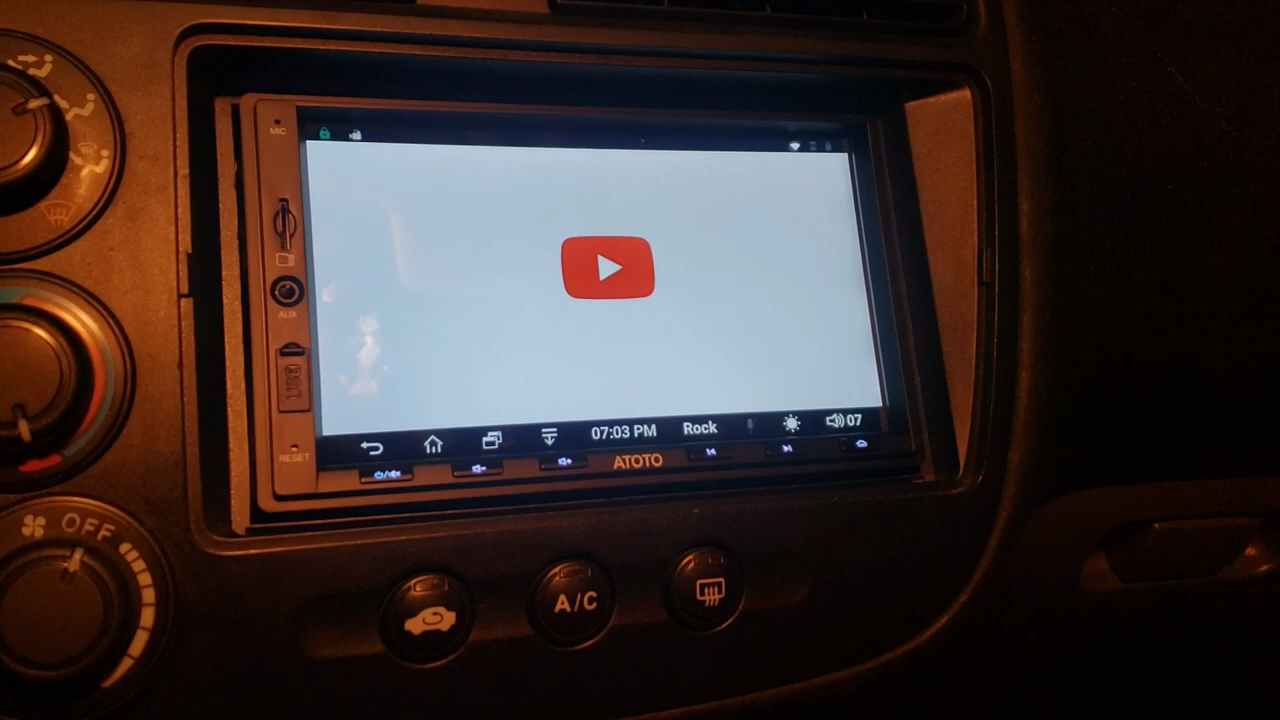 MIC
AUX
USB
RESET
07:03 PM Rock 07
ATOTO
OFF
A/C